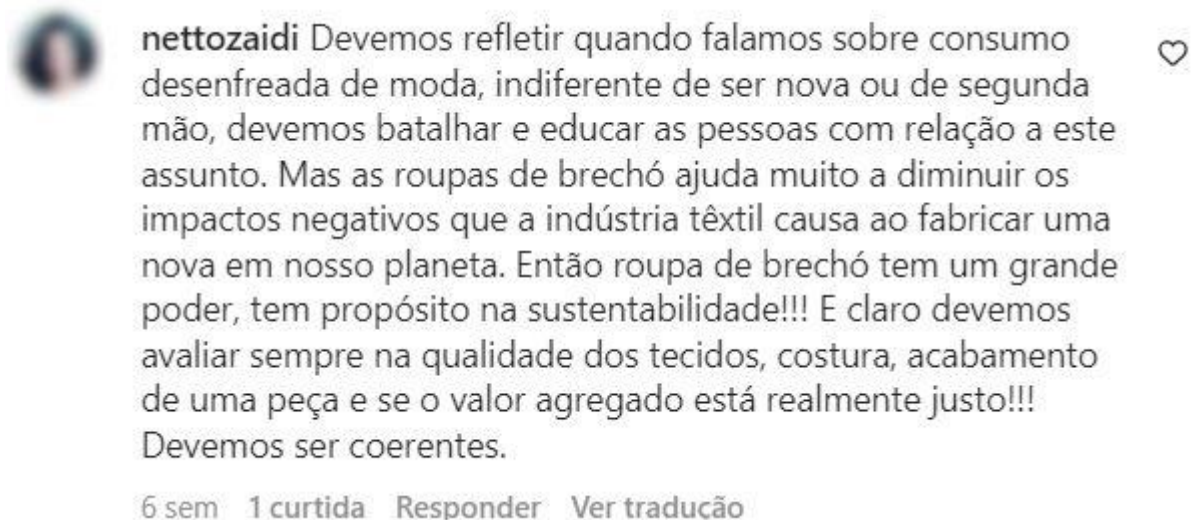 nettozaidi Devemos refletir quando falamos sobre consumo
desenfreada de moda, indiferente de ser nova ou de segunda
mão, devemos batalhar e educar as pessoas com relação a este
assunto. Mas as roupas de brechó ajuda muito a diminuir os
impactos negativos que a indústria têxtil causa ao fabricar uma
nova em nosso planeta. Então roupa de brechó tem um grande
poder, tem propósito na sustentabilidade!!! E claro devemos
avaliar sempre na qualidade dos tecidos, costura, acabamento
de uma peça e se o valor agregado está realmente justo!!!
Devemos ser coerentes.
6 sem 1 curtida Responder Ver tradução